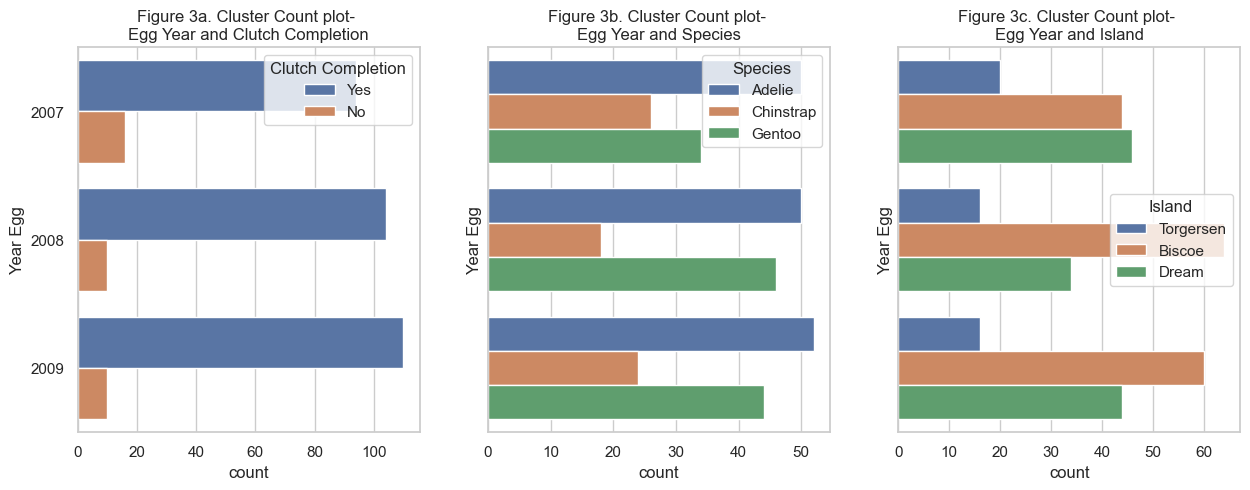 Figure 3a. Cluster Count plot-
Egg Year and Clutch Completion
Clutch Completion
Yes
No
Year Egg
2007
2008
2009
0 20 40 60 80 100
count
Figure 3b. Cluster Count plot-
Egg Year and Species
Species
Adelie
Chinstrap
Gentoo
Year Egg
0 10 20 30 40 50
count
Figure 3c. Cluster Count plot-
Egg Year and Island
Island
Torgersen
Biscoe
Dream
Year Egg
0 10 20 30 40 50 60
count